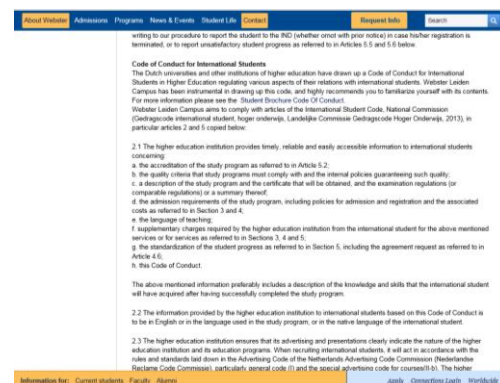 About Webster Admissions Programs News & Events Student Life Contact Request Info Search
writing to our procedure to report the student to the IND (whether ornot with prior notice) in case his/her registration is
terminated, or to report unsatisfactory student progress as referred to in Articles 5.5 and 5.6 below.
Code of Conduct for International Students
The Dutch universities and other institutions of higher education have drawn up a Code of Conduct for International
Students in Higher Education regulating various aspects of their relations with international students. Webster Leiden
Campus has been instrumental in drawing up this code, and highly recommends you to familiarize yourself with its contents.
For more information please see the Student Brochure Code Of Conduct.
Webster Leiden Campus aims to comply with articles of the International Student Code, National Commission
(Gedragscode international student, hoger onderwijs, Landelijke Commissie Gedragscode Hoger Onderwijs, 2013), in
particular articles 2 and 5 copied below:
2.1 The higher education institution provides timely, reliable and easily accessible information to international students
concerning:
a. the accreditation of the study program as referred to in Article 5.2;
b. the quality criteria that study programs must comply with and the internal policies guaranteeing such quality;
c. a description of the study program and the certificate that will be obtained, and the examination regulations (or
comparable regulations) or a summary thereof;
d. the admission requirements of the study program, including policies for admission and registration and the associated
costs as referred to in Section 3 and 4;
e. the language of teaching;
f. supplementary charges required by the higher education institution from the international student for the above mentioned
services or for services as referred to in Sections 3, 4 and 5;
g. the standardization of the student progress as referred to in Section 5, including the agreement request as referred to in
Article 4.6;
h. this Code of Conduct.
The above mentioned information preferably includes a description of the knowledge and skills that the international student
will have acquired after having successfully completed the study program.
2.2 The information provided by the higher education institution to international students based on this Code of Conduct is
to be in English or in the language used in the study program, or in the native language of the international student.
2.3 The higher education institution ensures that its advertising and presentations clearly indicate the nature of the higher
education institution and its education programs. When recruiting international students, it will act in accordance with the
rules and standards laid down in the Advertising Code of the Netherlands Advertising Code Commission (Nederlandse
Reclame Code Commissie), particularly general code (I) and the special advertising code for courses(II-b). The higher
Information for: Current students Faculty Alumni Apply Connections Login Worldwide